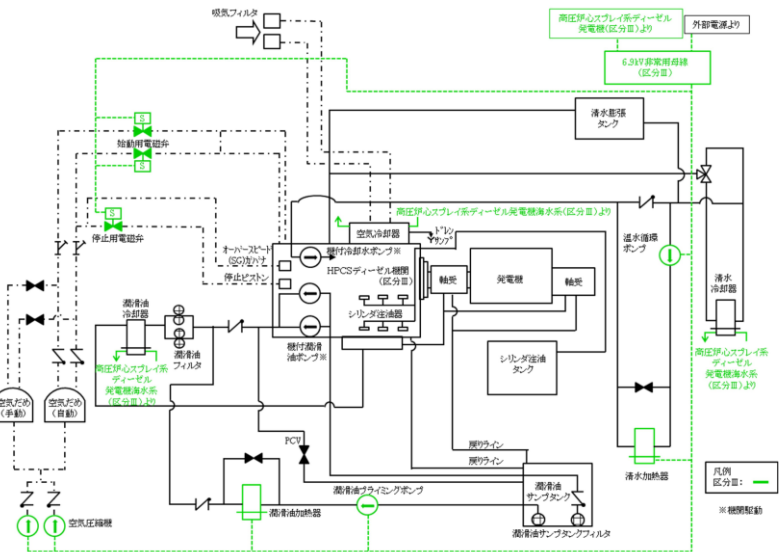 吸気フィルタ
高圧炉心スプレイ系ディーゼル
発電機(区分Ⅲ)より
外部電源より
6.9kV非常用母線
(区分Ⅲ)
清水膨張
タンク
S
始動用電磁弁
S
S
停止用電磁弁
高圧炉心スプレイ系ディーゼル発電機海水系(区分Ⅲ)より
空気冷却器
ドレン
サンプ
オーバースピード
(SG)ガバナ
停止ピストン
機付冷却水ポンプ※
HPCSディーゼル機関
(区分Ⅲ)
シリンダ注油器
機付潤滑
油ポンプ※
軸受
発電機
軸受
温水循環
ポンプ
清水
冷却器
高圧炉心スプレイ系
ディーゼル
発電機海水系
(区分Ⅲ)より
潤滑油
冷却器
潤滑油
フィルタ
高圧炉心スプレイ系
ディーゼル
発電機海水系
(区分Ⅲ)より
シリンダ注油
タンク
空気だめ
(手動)
空気だめ
(自動)
PCV
戻りライン
戻りライン
清水加熱器
潤滑油
サンプタンク
潤滑油プライミングポンプ
潤滑油加熱器
潤滑油サンプタンクフィルタ
空気圧縮機
凡例
区分Ⅲ:
※機関駆動